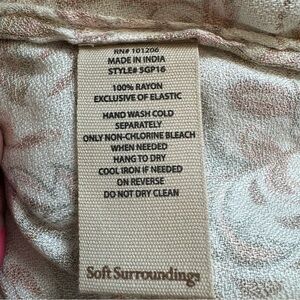 RN# 101206
MADE IN INDIA
STYLE# 5GP16
100% RAYON
EXCLUSIVE OF ELASTIC
HAND WASH COLD
SEPARATELY
ONLY NON-CHLORINE BLEACH
WHEN NEEDED
HANG TO DRY
COOL IRON IF NEEDED
ON REVERSE
DO NOT DRY CLEAN
Soft Surroundings